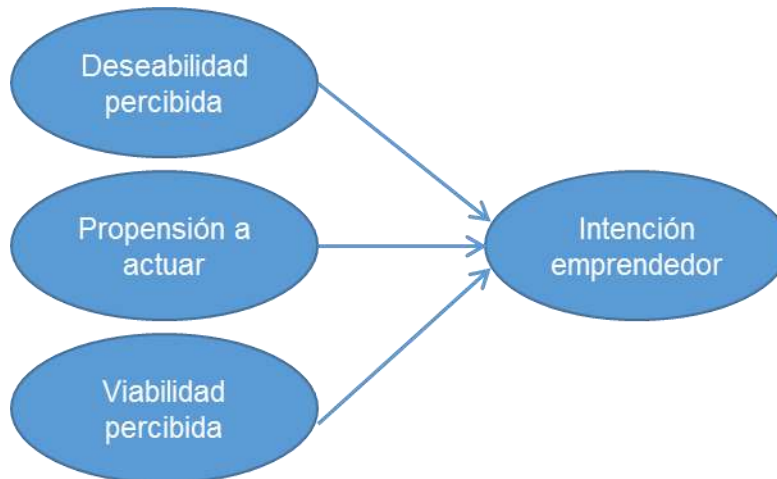 Deseabilidad
percibida
Propensión a
actuar
Intención
emprendedor
Viabilidad
percibida